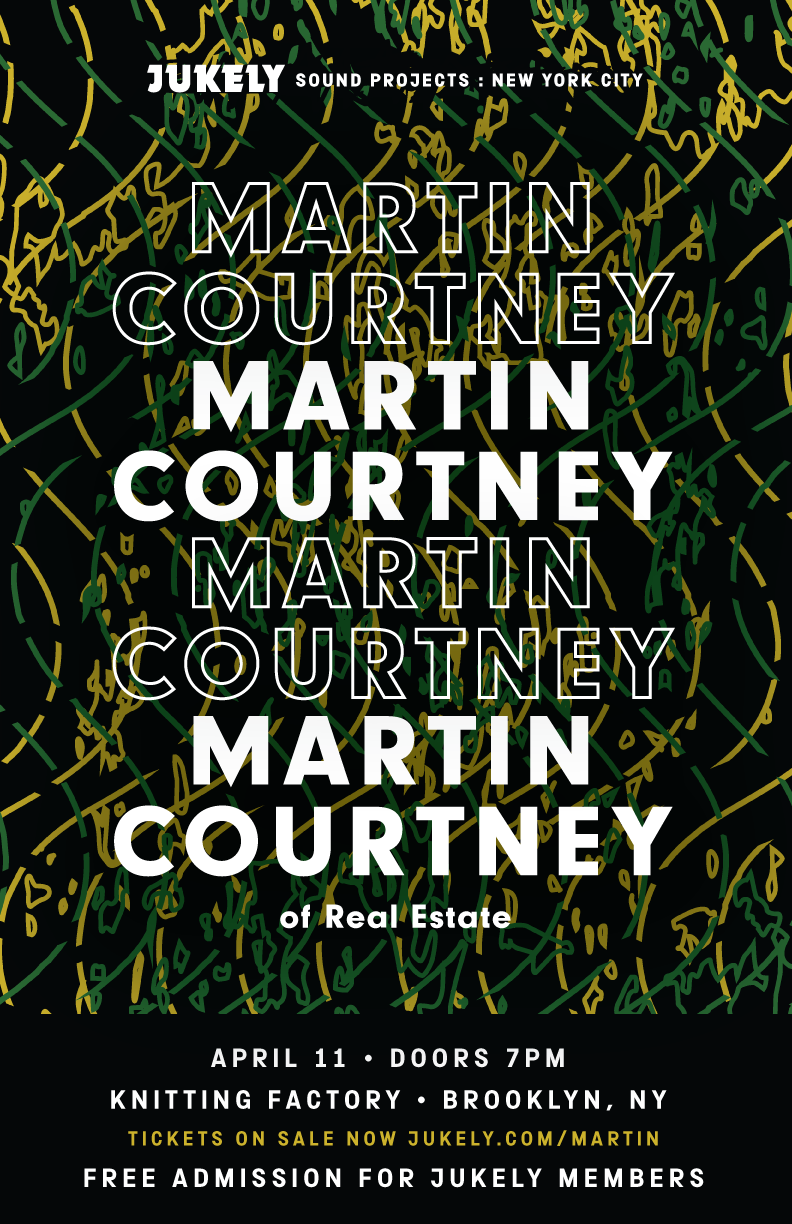 JUKELY SOUND PROJECTS : NEW YORK CITY
MARTIN
COURTNEY
MARTIN
COURTNEY
MARTIN
COURTNEY
MARTIN
COURTNEY
of Real Estate
APRIL 11 • DOORS 7PM
KNITTING FACTORY • BROOKLYN, NY
TICKETS ON SALE NOW JUKELY.COM/MARTIN
FREE ADMISSION FOR JUKELY MEMBERS